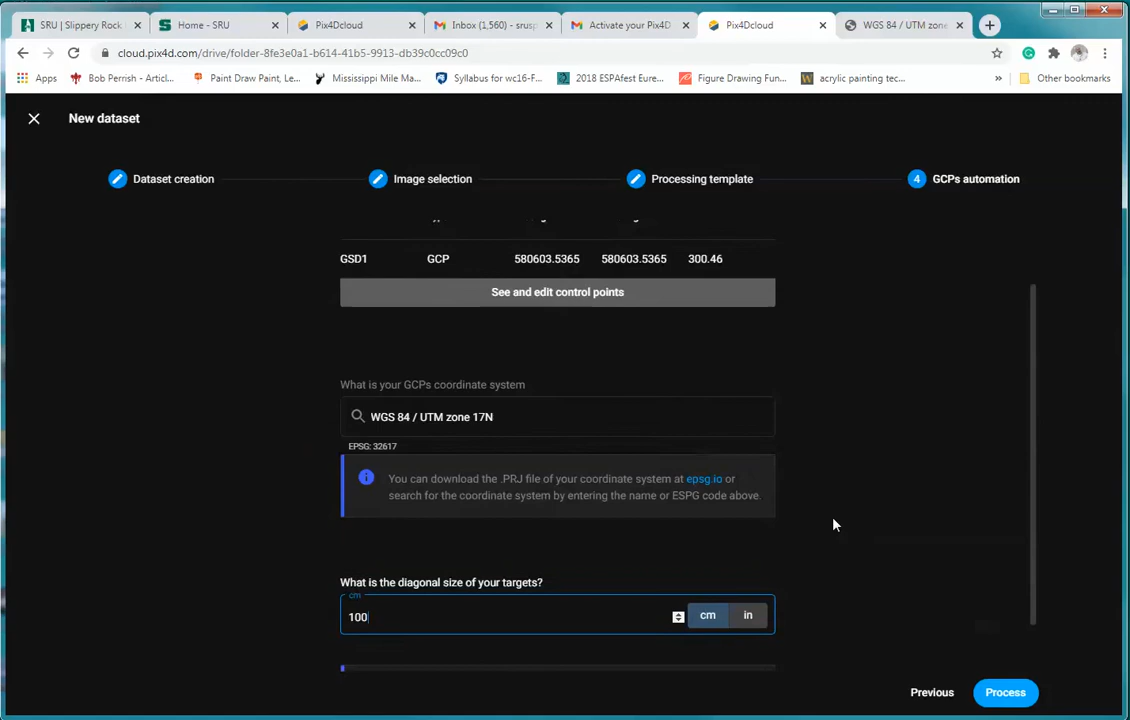 SRU | Slippery Rock
Home - SRU
Pix4Dcloud
Inbox (1,560) - srusp
Activate your Pix4D
Pix4Dcloud
WGS 84 / UTM zone
cloud.pix4d.com/drive/folder-8fe3e0a1-b614-41b5-9913-db39c0cc09c0
Apps
Bob Perrish - Articl...
Paint Draw Paint, Le...
Mississippi Mile Ma...
Syllabus for wc16-F...
2018 ESPAfest Eure...
Figure Drawing Fun...
acrylic painting tec...
»
Other bookmarks
New dataset
Dataset creation
Image selection
Processing template
4 GCPs automation
GSD1 GCP 580603.5365 580603.5365 300.46
See and edit control points
What is your GCPs coordinate system
WGS 84 / UTM zone 17N
EPSG: 32617
You can download the .PRJ file of your coordinate system at epsg.io or
search for the coordinate system by entering the name or ESPG code above.
What is the diagonal size of your targets?
cm
100
cm in
Previous Process